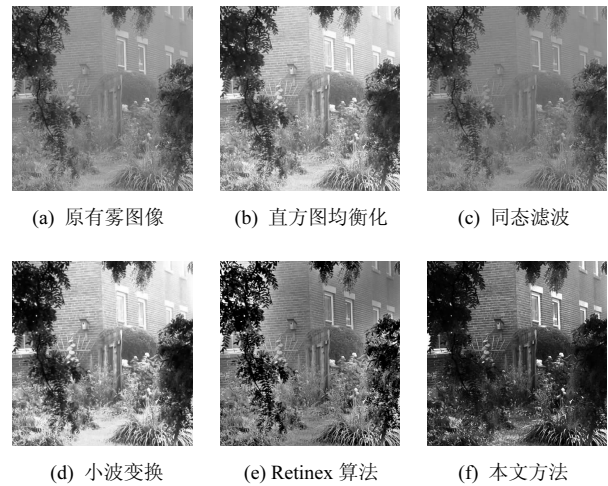 (a) 原有雾图像
(b) 直方图均衡化
(c) 同态滤波
(d) 小波变换
(e) Retinex 算法
(f) 本文方法